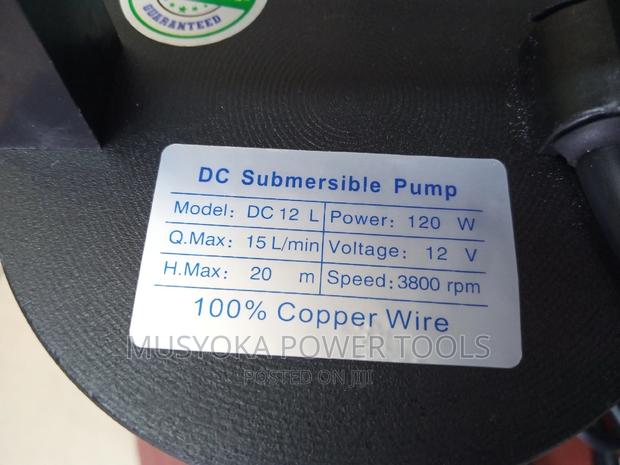 GUARANTEED
DC Submersible Pump
Model: DC 12 L Power: 120 W
Q.Max: 15 L/min Voltage: 12 V
H.Max: 20 m Speed: 3800 rpm
100% Copper Wire
MUSYOKA POWER TOOLS
POSTED ON JIJI